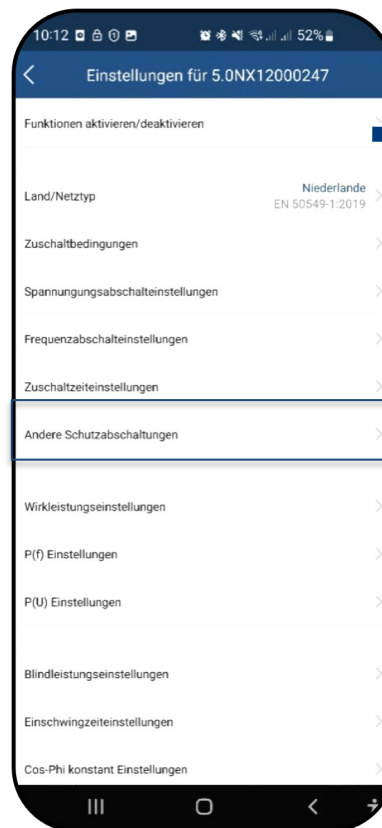 10:12 52%
Einstellungen für 5.0NX12000247
Funktionen aktivieren/deaktivieren
Land/Netztyp Niederlande
EN 50549-1:2019
Zuschaltbedingungen
Spannungungsabschalteinstellungen
Frequenzabschalteinstellungen
Zuschaltzeiteinstellungen
Andere Schutzabschaltungen
Wirkleistungseinstellungen
P(f) Einstellungen
P(U) Einstellungen
Blindleistungseinstellungen
Einschwingzeiteinstellungen
Cos-Phi konstant Einstellungen